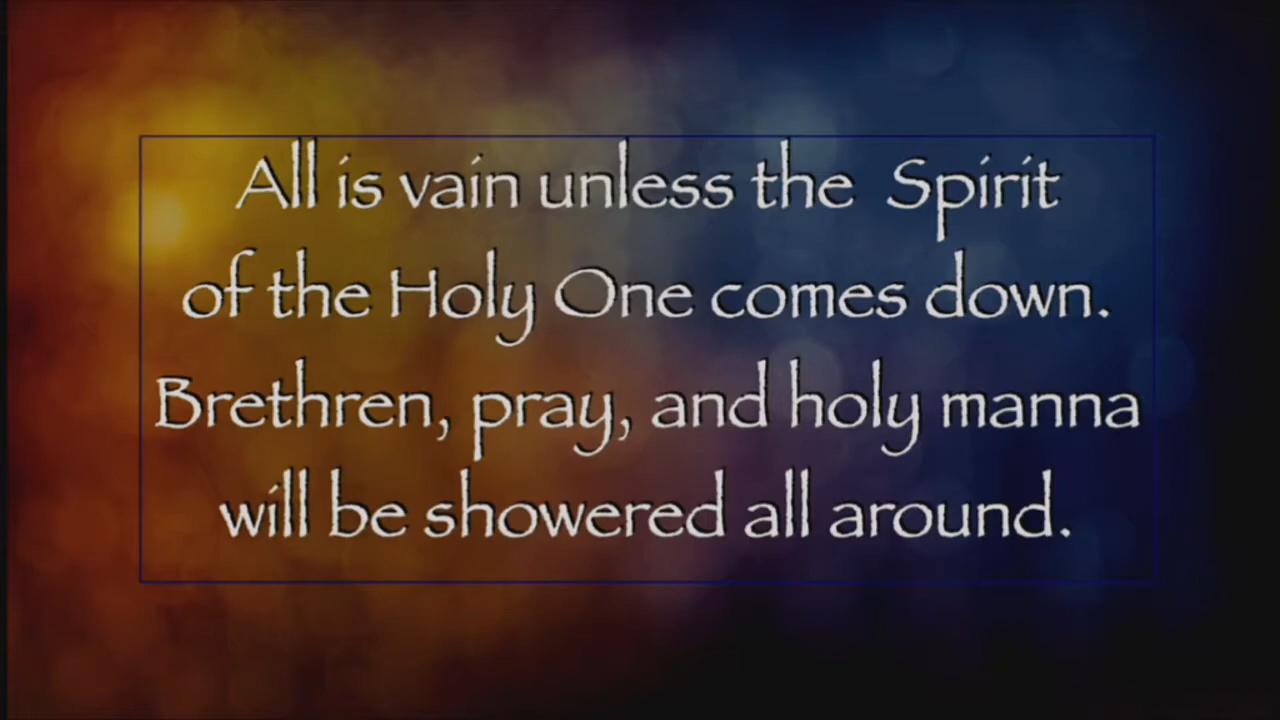 All is vain unless the Spirit
of the Holy One comes down.
Brethren, pray, and holy manna
will be showered all around.